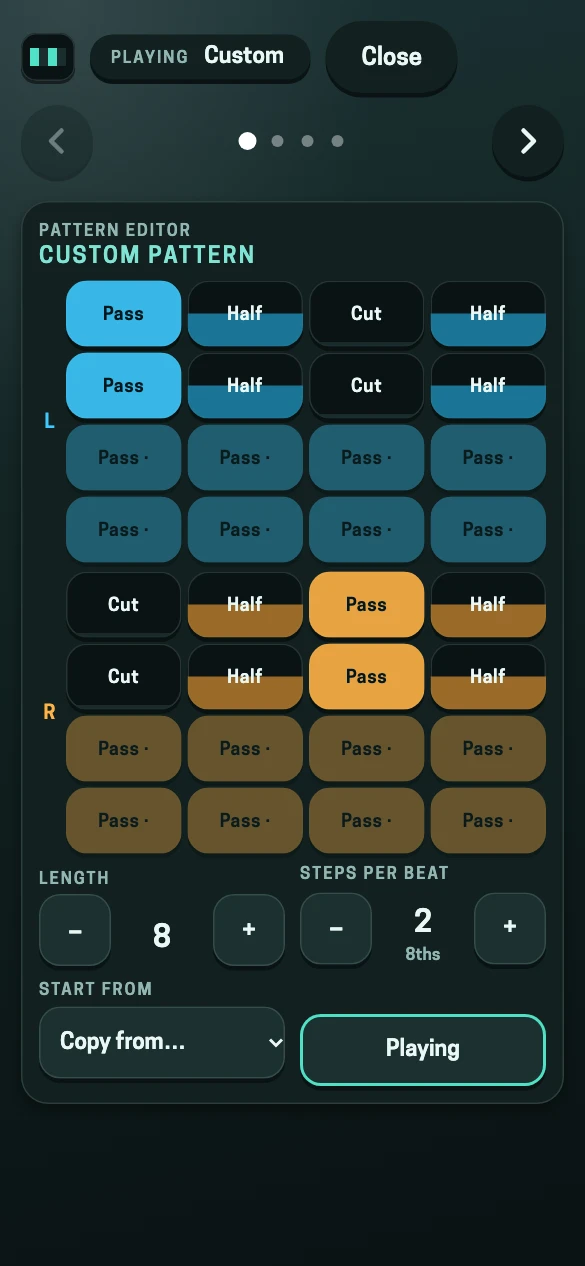 PLAYING Custom Close
PATTERN EDITOR
CUSTOM PATTERN
Pass Half Cut Half
Pass Half Cut Half
L
Pass · Pass · Pass · Pass ·
Pass · Pass · Pass · Pass ·
Cut Half Pass Half
Cut Half Pass Half
R
Pass · Pass · Pass · Pass ·
Pass · Pass · Pass · Pass ·
LENGTH STEPS PER BEAT
− 8 + − 2 +
8ths
START FROM
Copy from... Playing